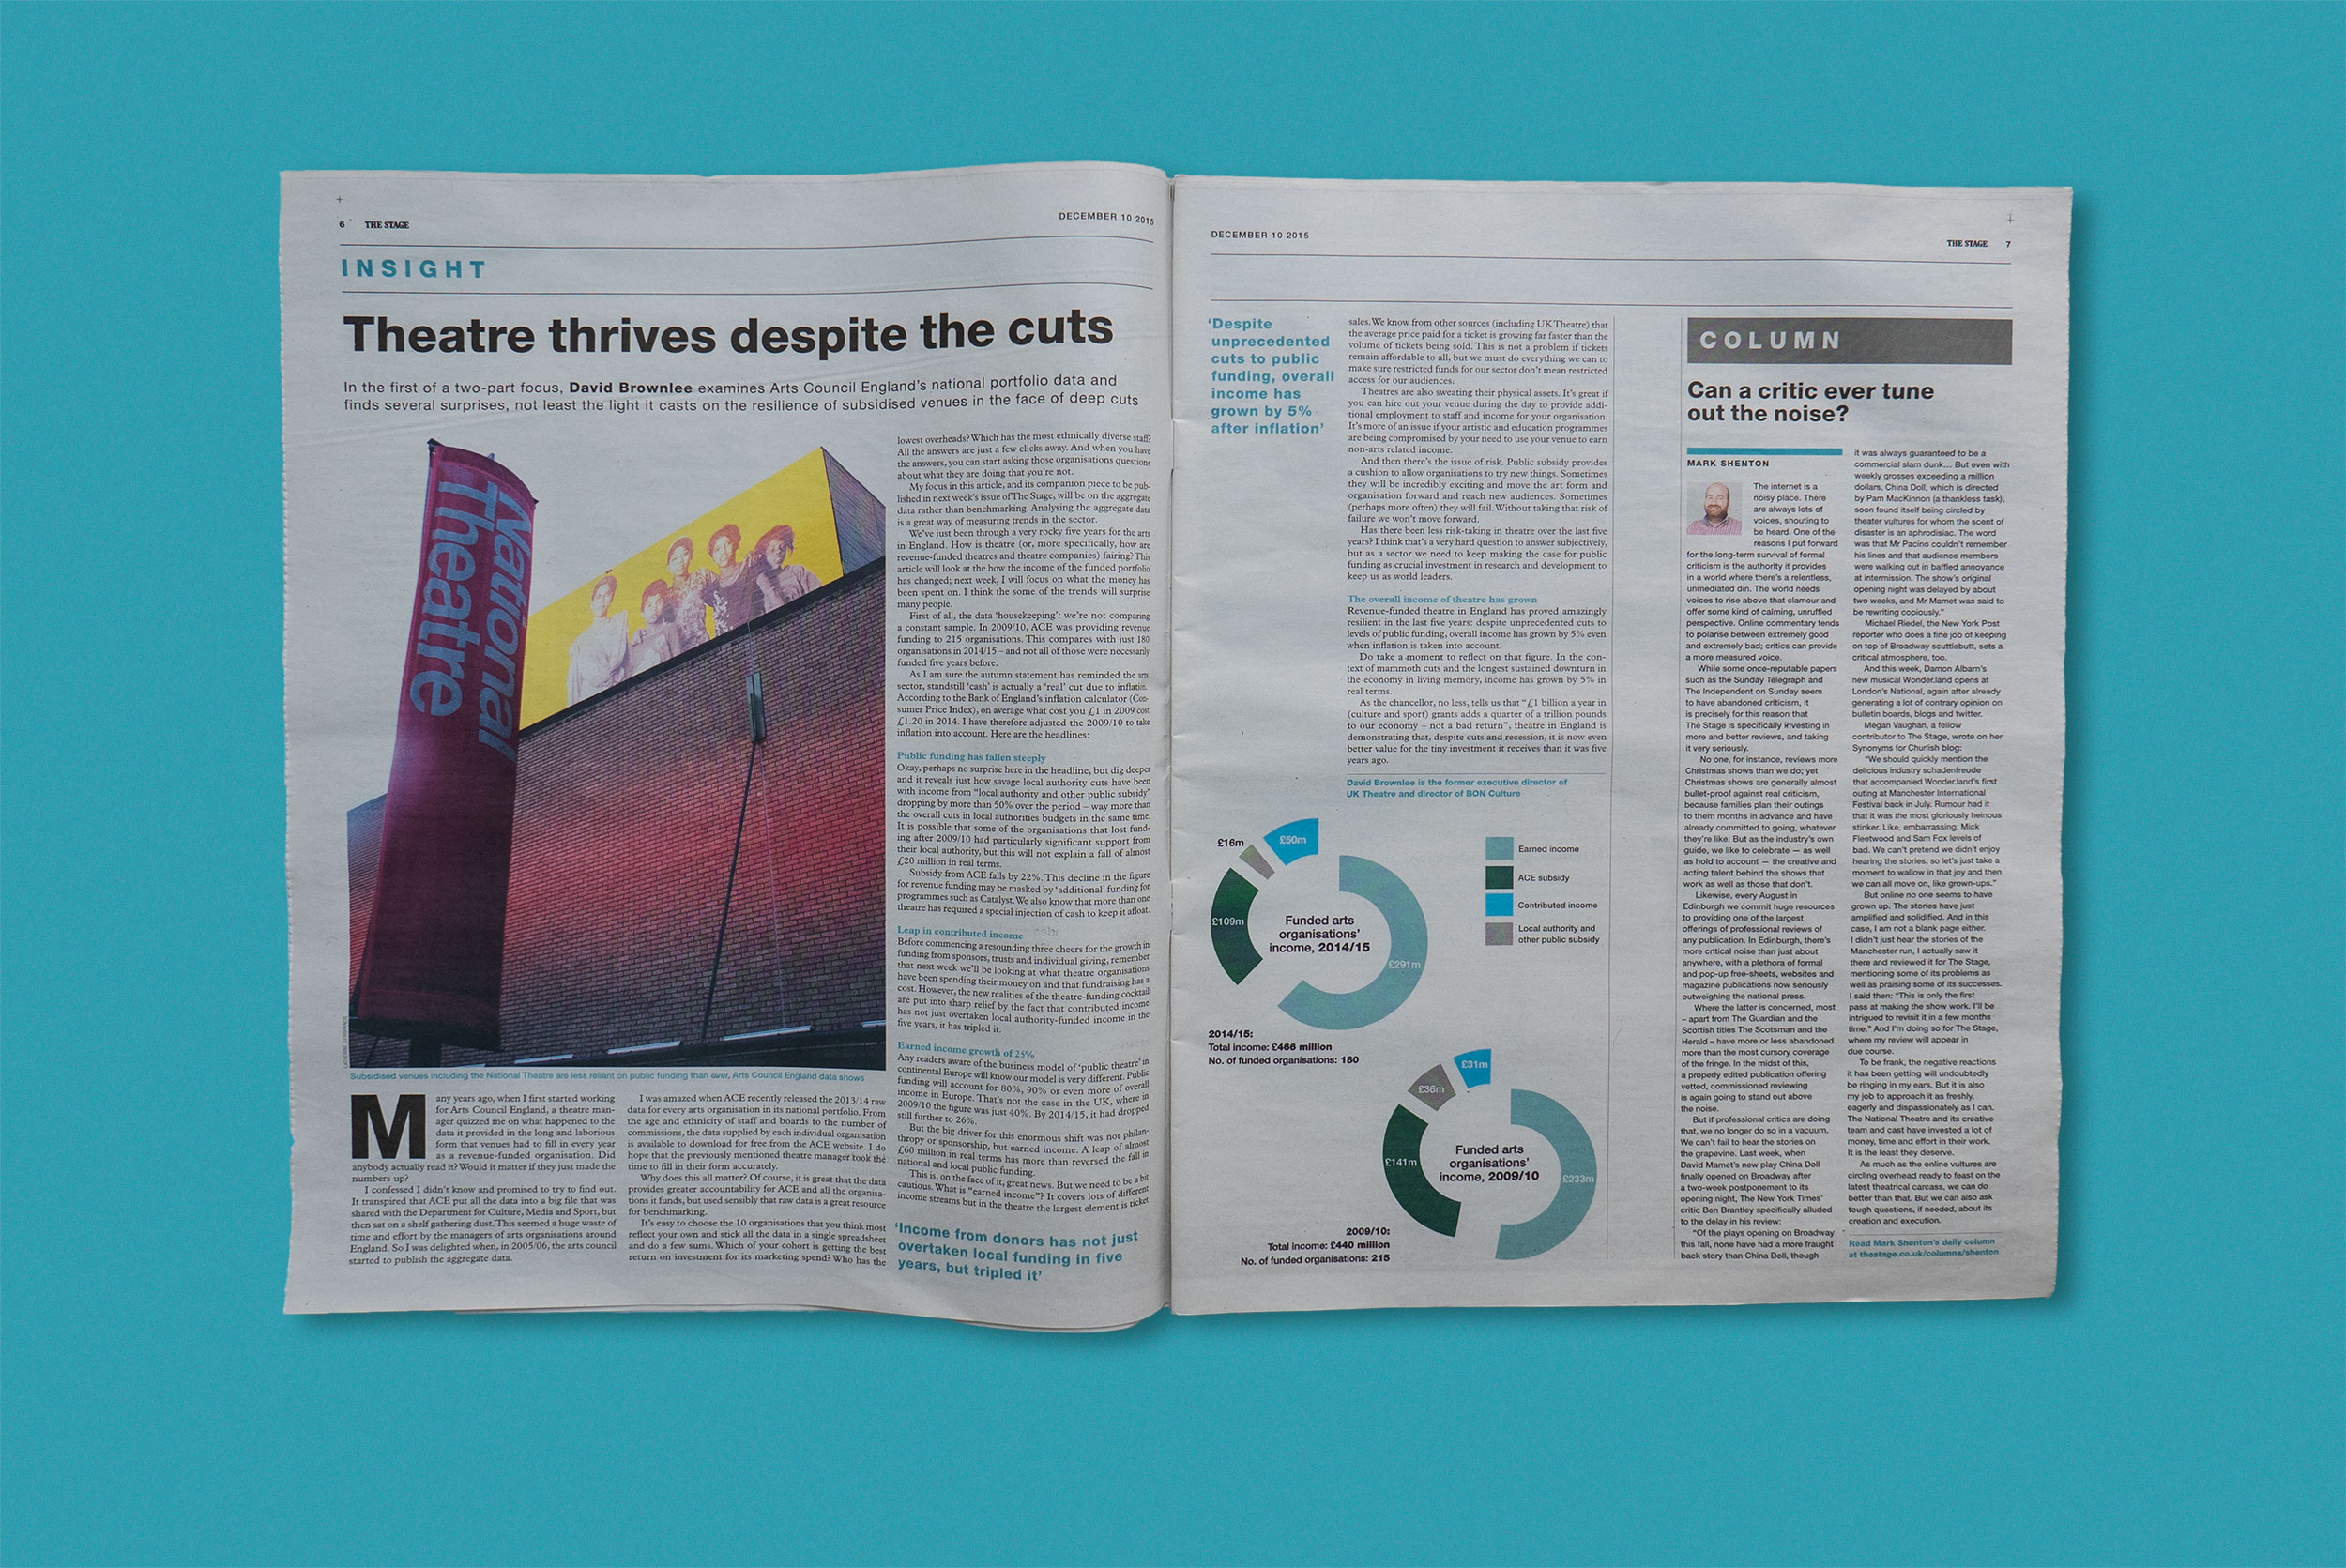 6 THE STAGE
DECEMBER 10 2015
INSIGHT
Theatre thrives despite the cuts
In the first of a two-part focus, David Brownlee examines Arts Council England's national portfolio data and
finds several surprises, not least the light it casts on the resilience of subsidised venues in the face of deep cuts
National
Theatre
Subsidised venues including the National Theatre are less reliant on public funding than ever, Arts Council England data shows
Many years ago, when I first started working
for Arts Council England, a theatre man-
ager quizzed me on what happened to the
data it provided in the long and laborious
form that venues had to fill in every year
as a revenue-funded organisation. Did
anybody actually read it? Would it matter if they just made the
numbers up?
I confessed I didn't know and promised to try to find out.
It transpired that ACE put all the data into a big file that was
shared with the Department for Culture, Media and Sport, but
then sat on a shelf gathering dust. This seemed a huge waste of
time and effort by the managers of arts organisations around
England. So I was delighted when, in 2005/06, the arts council
started to publish the aggregate data.
I was amazed when ACE recently released the 2013/14 raw
data for every arts organisation in its national portfolio. From
the age and ethnicity of staff and boards to the number of
commissions, the data supplied by each individual organisation
is available to download for free from the ACE website. I do
hope that the previously mentioned theatre manager took the
time to fill in their form accurately.
Why does this all matter? Of course, it is great that the data
provides greater accountability for ACE and all the organisa-
tions it funds, but used sensibly that raw data is a great resource
for benchmarking.
It's easy to choose the 10 organisations that you think most
reflect your own and stick all the data in a single spreadsheet
and do a few sums. Which of your cohort is getting the best
return on investment for its marketing spend? Who has the
lowest overheads? Which has the most ethnically diverse staff?
All the answers are just a few clicks away. And when you have
the answers, you can start asking those organisations questions
about what they are doing that you're not.
My focus in this article, and its companion piece to be pub-
lished in next week's issue of The Stage, will be on the aggregate
data rather than benchmarking. Analysing the aggregate data
is a great way of measuring trends in the sector.
We've just been through a very rocky five years for the arts
in England. How is theatre (or, more specifically, how are
revenue-funded theatres and theatre companies) fairing? This
article will look at the how the income of the funded portfolio
has changed; next week, I will focus on what the money has
been spent on. I think the some of the trends will surprise
many people.
First of all, the data 'housekeeping': we're not comparing
a constant sample. In 2009/10, ACE was providing revenue
funding to 215 organisations. This compares with just 180
organisations in 2014/15 – and not all of those were necessarily
funded five years before.
As I am sure the autumn statement has reminded the arts
sector, standstill 'cash' is actually a 'real' cut due to inflation.
According to the Bank of England's inflation calculator (Con-
sumer Price Index), on average what cost you £1 in 2009 cost
£1.20 in 2014. I have therefore adjusted the 2009/10 to take
inflation into account. Here are the headlines:
Public funding has fallen steeply
Okay, perhaps no surprise here in the headline, but dig deeper
and it reveals just how savage local authority cuts have been
with income from "local authority and other public subsidy"
dropping by more than 50% over the period – way more than
the overall cuts in local authorities budgets in the same time.
It is possible that some of the organisations that lost fund-
ing after 2009/10 had particularly significant support from
their local authority, but this will not explain a fall of almost
£20 million in real terms.
Subsidy from ACE falls by 22%. This decline in the figure
for revenue funding may be masked by 'additional' funding for
programmes such as Catalyst. We also know that more than one
theatre has required a special injection of cash to keep it afloat.
Leap in contributed income
Before commencing a resounding three cheers for the growth in
funding from sponsors, trusts and individual giving, remember
that next week we'll be looking at what theatre organisations
have been spending their money on and that fundraising has a
cost. However, the new realities of the theatre-funding cocktail
are put into sharp relief by the fact that contributed income
has not just overtaken local authority-funded income in the
five years, it has tripled it.
Earned income growth of 25%
Any readers aware of the business model of 'public theatre' in
continental Europe will know our model is very different. Public
funding will account for 80%, 90% or even more of overall
income in Europe. That's not the case in the UK, where in
2009/10 the figure was just 40%. By 2014/15, it had dropped
still further to 26%.
But the big driver for this enormous shift was not philan-
thropy or sponsorship, but earned income. A leap of almost
£60 million in real terms has more than reversed the fall in
national and local public funding.
This is, on the face of it, great news. But we need to be a bit
cautious. What is "earned income"? It covers lots of different
income streams but in the theatre the largest element is ticket
'Income from donors has not just
overtaken local funding in five
years, but tripled it'
DECEMBER 10 2015
THE STAGE 7
'Despite
unprecedented
cuts to public
funding, overall
income has
grown by 5%
after inflation'
sales. We know from other sources (including UK Theatre) that
the average price paid for a ticket is growing far faster than the
volume of tickets being sold. This is not a problem if tickets
remain affordable to all, but we must do everything we can to
make sure restricted funds for our sector don't mean restricted
access for our audiences.
Theatres are also sweating their physical assets. It's great if
you can hire out your venue during the day to provide addi-
tional employment to staff and income for your organisation.
It's more of an issue if your artistic and education programmes
are being compromised by your need to use your venue to earn
non-arts related income.
And then there's the issue of risk. Public subsidy provides
a cushion to allow organisations to try new things. Sometimes
they will be incredibly exciting and move the art form and
organisation forward and reach new audiences. Sometimes
(perhaps more often) they will fail. Without taking that risk of
failure we won't move forward.
Has there been less risk-taking in theatre over the last five
years? I think that's a very hard question to answer subjectively,
but as a sector we need to keep making the case for public
funding as crucial investment in research and development to
keep us as world leaders.
The overall income of theatre has grown
Revenue-funded theatre in England has proved amazingly
resilient in the last five years: despite unprecedented cuts to
levels of public funding, overall income has grown by 5% even
when inflation is taken into account.
Do take a moment to reflect on that figure. In the con-
text of mammoth cuts and the longest sustained downturn in
the economy in living memory, income has grown by 5% in
real terms.
As the chancellor, no less, tells us that "£1 billion a year in
(culture and sport) grants adds a quarter of a trillion pounds
to our economy – not a bad return", theatre in England is
demonstrating that, despite cuts and recession, it is now even
better value for the tiny investment it receives than it was five
years ago.
David Brownlee is the former executive director of
UK Theatre and director of BON Culture
£16m
£50m
£109m
£291m
Funded arts
organisations'
income, 2014/15
Earned income
ACE subsidy
Contributed income
Local authority and
other public subsidy
2014/15:
Total income: £466 million
No. of funded organisations: 180
£31m
£36m
£141m
£233m
Funded arts
organisations'
income, 2009/10
2009/10:
Total income: £440 million
No. of funded organisations: 215
COLUMN
Can a critic ever tune
out the noise?
MARK SHENTON
The internet is a
noisy place. There
are always lots of
voices, shouting to
be heard. One of the
reasons I put forward
for the long-term survival of formal
criticism is the authority it provides
in a world where there's a relentless,
unmediated din. The world needs
voices to rise above that clamour and
offer some kind of calming, unruffled
perspective. Online commentary tends
to polarise between extremely good
and extremely bad; critics can provide
a more measured voice.
While some once-reputable papers
such as the Sunday Telegraph and
The Independent on Sunday seem
to have abandoned criticism, it
is precisely for this reason that
The Stage is specifically investing in
more and better reviews, and taking
it very seriously.
No one, for instance, reviews more
Christmas shows than we do; yet
Christmas shows are generally almost
bullet-proof against real criticism,
because families plan their outings
to them months in advance and have
already committed to going, whatever
they're like. But as the industry's own
guide, we like to celebrate — as well
as hold to account — the creative and
acting talent behind the shows that
work as well as those that don't.
Likewise, every August in
Edinburgh we commit huge resources
to providing one of the largest
offerings of professional reviews of
any publication. In Edinburgh, there's
more critical noise than just about
anywhere, with a plethora of formal
and pop-up free-sheets, websites and
magazine publications now seriously
outweighing the national press.
Where the latter is concerned, most
– apart from The Guardian and the
Scottish titles The Scotsman and the
Herald – have more or less abandoned
more than the most cursory coverage
of the fringe. In the midst of this,
a properly edited publication offering
vetted, commissioned reviewing
is again going to stand out above
the noise.
But if professional critics are doing
that, we no longer do so in a vacuum.
We can't fail to hear the stories on
the grapevine. Last week, when
David Mamet's new play China Doll
finally opened on Broadway after
a two-week postponement to its
opening night, The New York Times'
critic Ben Brantley specifically alluded
to the delay in his review:
"Of the plays opening on Broadway
this fall, none have had a more fraught
back story than China Doll, though
it was always guaranteed to be a
commercial slam dunk... But even with
weekly grosses exceeding a million
dollars, China Doll, which is directed
by Pam MacKinnon (a thankless task),
soon found itself being circled by
theater vultures for whom the scent of
disaster is an aphrodisiac. The word
was that Mr Pacino couldn't remember
his lines and that audience members
were walking out in baffled annoyance
at intermission. The show's original
opening night was delayed by about
two weeks, and Mr Mamet was said to
be rewriting copiously."
Michael Riedel, the New York Post
reporter who does a fine job of keeping
on top of Broadway scuttlebutt, sets a
critical atmosphere, too.
And this week, Damon Albarn's
new musical Wonder.land opens at
London's National, again after already
generating a lot of contrary opinion on
bulletin boards, blogs and twitter.
Megan Vaughan, a fellow
contributor to The Stage, wrote on her
Synonyms for Churlish blog:
"We should quickly mention the
delicious industry schadenfreude
that accompanied Wonder.land's first
outing at Manchester International
Festival back in July. Rumour had it
that it was the most gloriously heinous
stinker. Like, embarrassing. Mick
Fleetwood and Sam Fox levels of
bad. We can't pretend we didn't enjoy
hearing the stories, so let's just take a
moment to wallow in that joy and then
we can all move on, like grown-ups."
But online no one seems to have
grown up. The stories have just
amplified and solidified. And in this
case, I am not a blank page either.
I didn't just hear the stories of the
Manchester run, I actually saw it
there and reviewed it for The Stage,
mentioning some of its problems as
well as praising some of its successes.
I said then: "This is only the first
pass at making the show work. I'll be
intrigued to revisit it in a few months
time." And I'm doing so for The Stage,
where my review will appear in
due course.
To be frank, the negative reactions
it has been getting will undoubtedly
be ringing in my ears. But it is also
my job to approach it as freshly,
eagerly and dispassionately as I can.
The National Theatre and its creative
team and cast have invested a lot of
money, time and effort in their work.
It is the least they deserve.
As much as the online vultures are
circling overhead ready to feast on the
latest theatrical carcass, we can do
better than that. But we can also ask
tough questions, if needed, about its
creation and execution.
Read Mark Shenton's daily column
at thestage.co.uk/columns/shenton